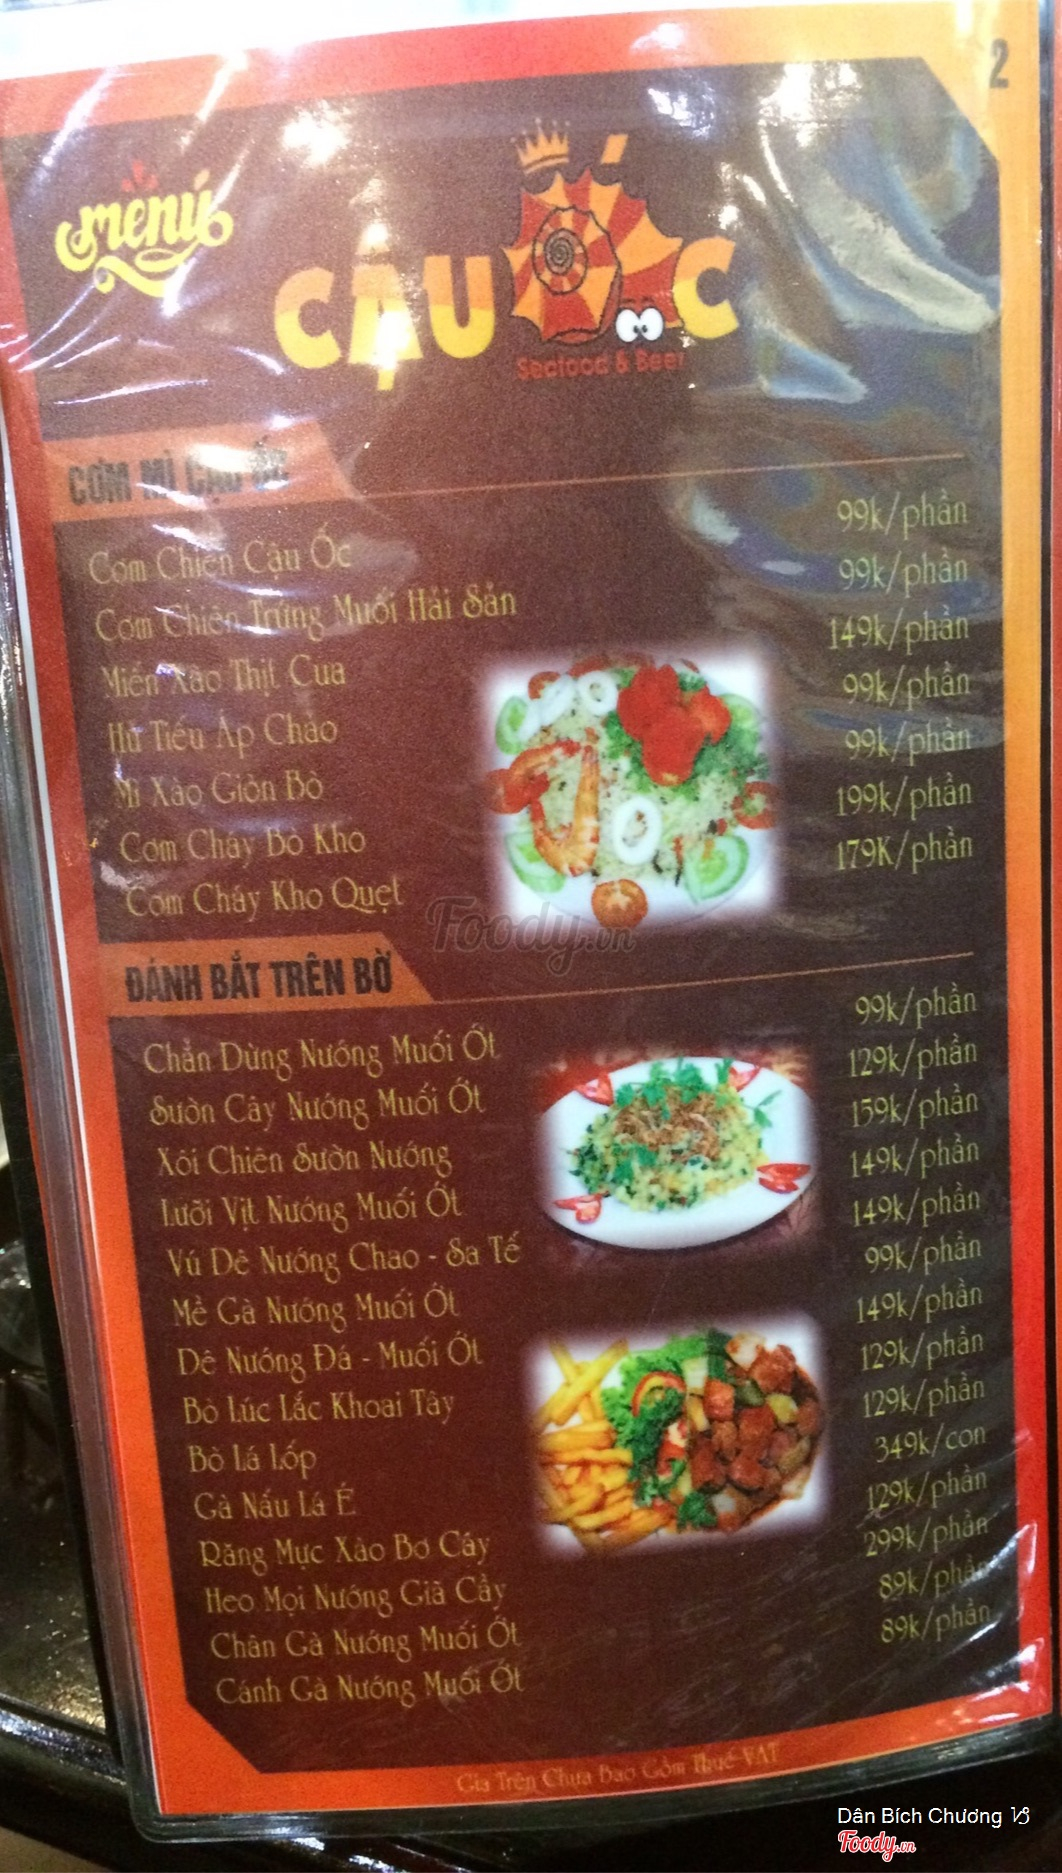 2
menu
CẬU ỐC
Seafood & Beer
CƠM MÌ CẬU ỐC
Cơm Chiên Cậu Ốc 99k/phần
Cơm Chiên Trứng Muối Hải Sản 99k/phần
Miến Xào Thịt Cua 149k/phần
Hủ Tiếu Áp Chảo 99k/phần
Mì Xào Giòn Bò 99k/phần
Cơm Cháy Bò Kho 199k/phần
Cơm Cháy Kho Quẹt 179K/phần
Foody.vn
ĐÁNH BẮT TRÊN BỜ
Chân Dừng Nướng Muối Ớt 99k/phần
Sườn Cây Nướng Muối Ớt 129k/phần
Xôi Chiên Sườn Nướng 159k/phần
Lưỡi Vịt Nướng Muối Ớt 149k/phần
Vú Dê Nướng Chao - Sa Tế 149k/phần
Mề Gà Nướng Muối Ớt 99k/phần
Dê Nướng Đá - Muối Ớt 149k/phần
Bò Lúc Lắc Khoai Tây 129k/phần
Bò Lá Lốp 129k/phần
Gà Nấu Lá É 349k/con
Răng Mực Xào Bơ Cây 129k/phần
Heo Mọi Nướng Giả Cầy 299k/phần
Chân Gà Nướng Muối Ớt 89k/phần
Cánh Gà Nướng Muối Ớt 89k/phần
Gía Trên Chưa Bao Gồm Thuế VAT
Dân Bích Chương ♑
Foody.vn